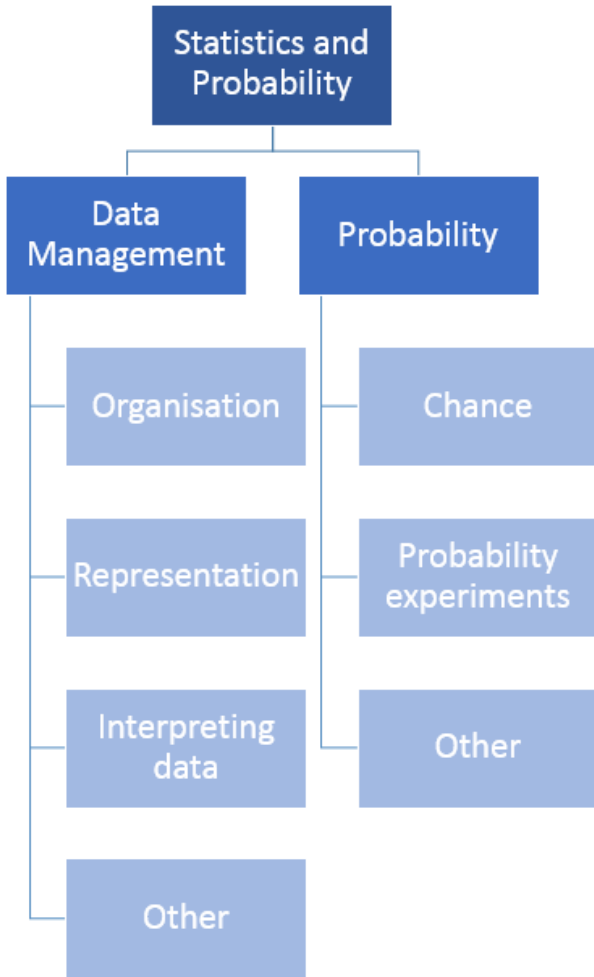 Statistics and
Probability
Data
Management
Probability
Organisation
Representation
Interpreting
data
Other
Chance
Probability
experiments
Other